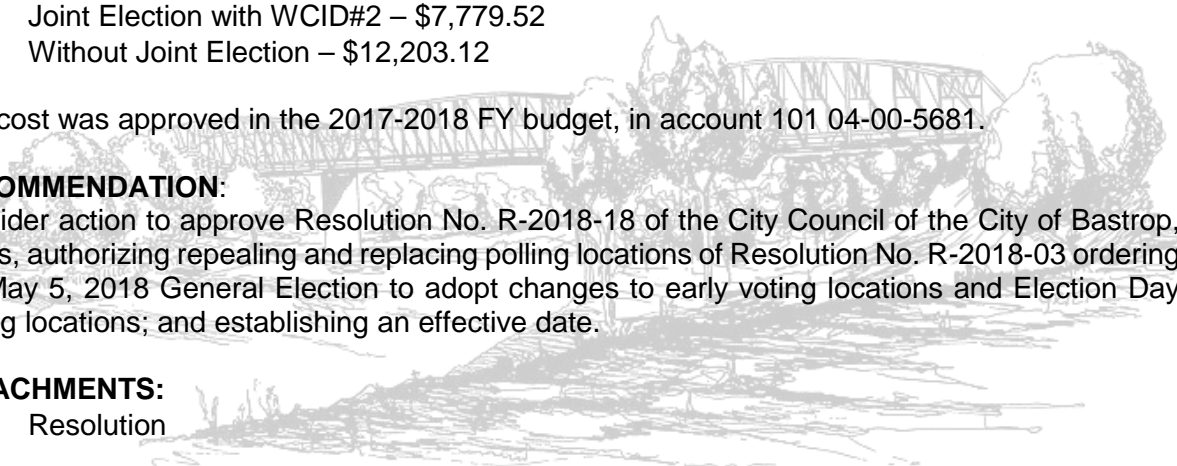 Joint Election with WCID#2 – $7,779.52
Without Joint Election – $12,203.12
cost was approved in the 2017-2018 FY budget, in account 101 04-00-5681.
OMMENDATION:
ider action to approve Resolution No. R-2018-18 of the City Council of the City of Bastrop,
s, authorizing repealing and replacing polling locations of Resolution No. R-2018-03 ordering
May 5, 2018 General Election to adopt changes to early voting locations and Election Day
g locations; and establishing an effective date.
ACHMENTS:
Resolution